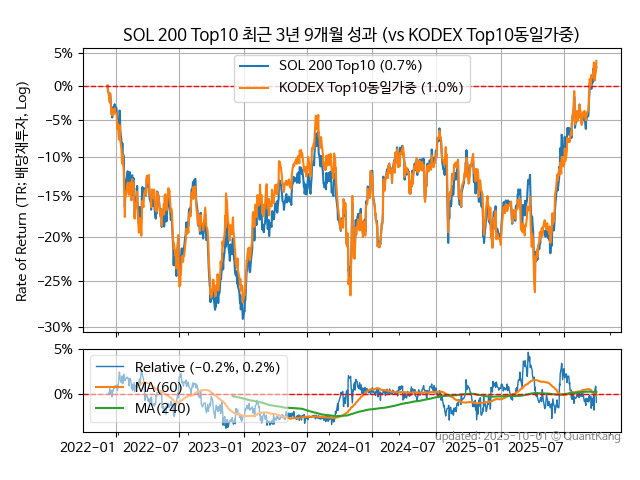 SOL 200 Top10 최근 3년 9개월 성과 (vs KODEX Top10동일가중)
Rate of Return (TR: 배당재투자, Log)
5%
0%
−5%
−10%
−15%
−20%
−25%
−30%
SOL 200 Top10 (0.7%)
KODEX Top10동일가중 (1.0%)
5%
0%
Relative (−0.2%, 0.2%)
MA(60)
MA(240)
2022−01 2022−07 2023−01 2023−07 2024−01 2024−07 2025−01 2025−07
updated: 2025-10-01 © QuantKang